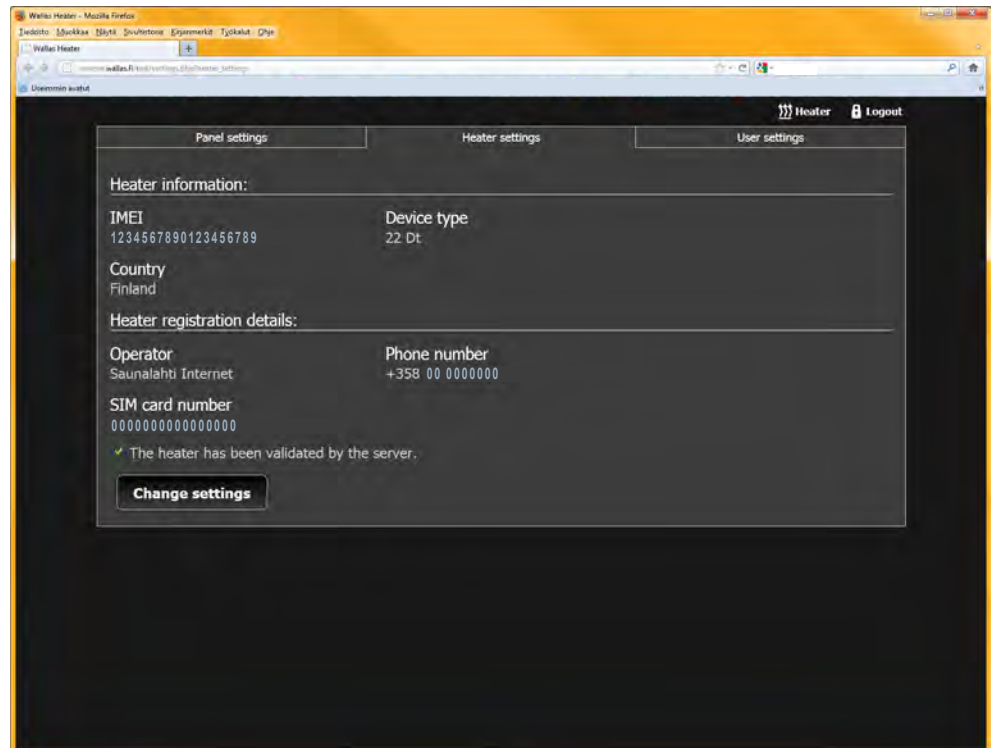 Wallas Heater - Mozilla Firefox
Tiedosto Muokkaa Näytä Sivuhistoria Kirjanmerkit Työkalut Ohje
Wallas Heater
wallas.fi
Useimmin avatut
Heater Logout
Panel settings Heater settings User settings
Heater information:
IMEI Device type
1234567890123456789 22 Dt
Country
Finland
Heater registration details:
Operator Phone number
Saunalahti Internet +358 00 0000000
SIM card number
0000000000000000
The heater has been validated by the server.
Change settings